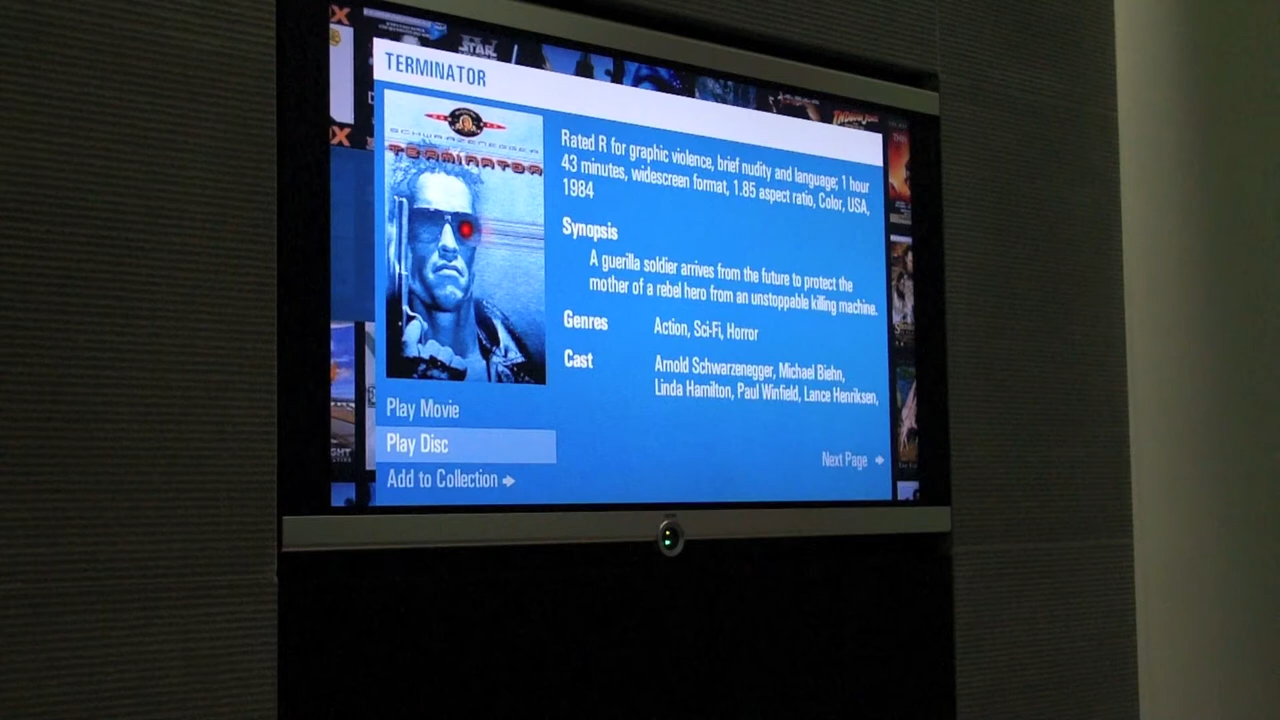 STAR
TERMINATOR
INDIANA JONES
SCHWARZENEGGER
TERMINATOR
Rated R for graphic violence, brief nudity and language; 1 hour
43 minutes, widescreen format, 1.85 aspect ratio, Color, USA,
1984
Synopsis
A guerilla soldier arrives from the future to protect the
mother of a rebel hero from an unstoppable killing machine.
Genres
Action, Sci-Fi, Horror
Cast
Arnold Schwarzenegger, Michael Biehn,
Linda Hamilton, Paul Winfield, Lance Henriksen,
Play Movie
Play Disc
Add to Collection
Next Page